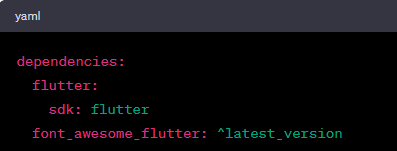 yaml
dependencies:
  flutter:
    sdk: flutter
  font_awesome_flutter: ^latest_version